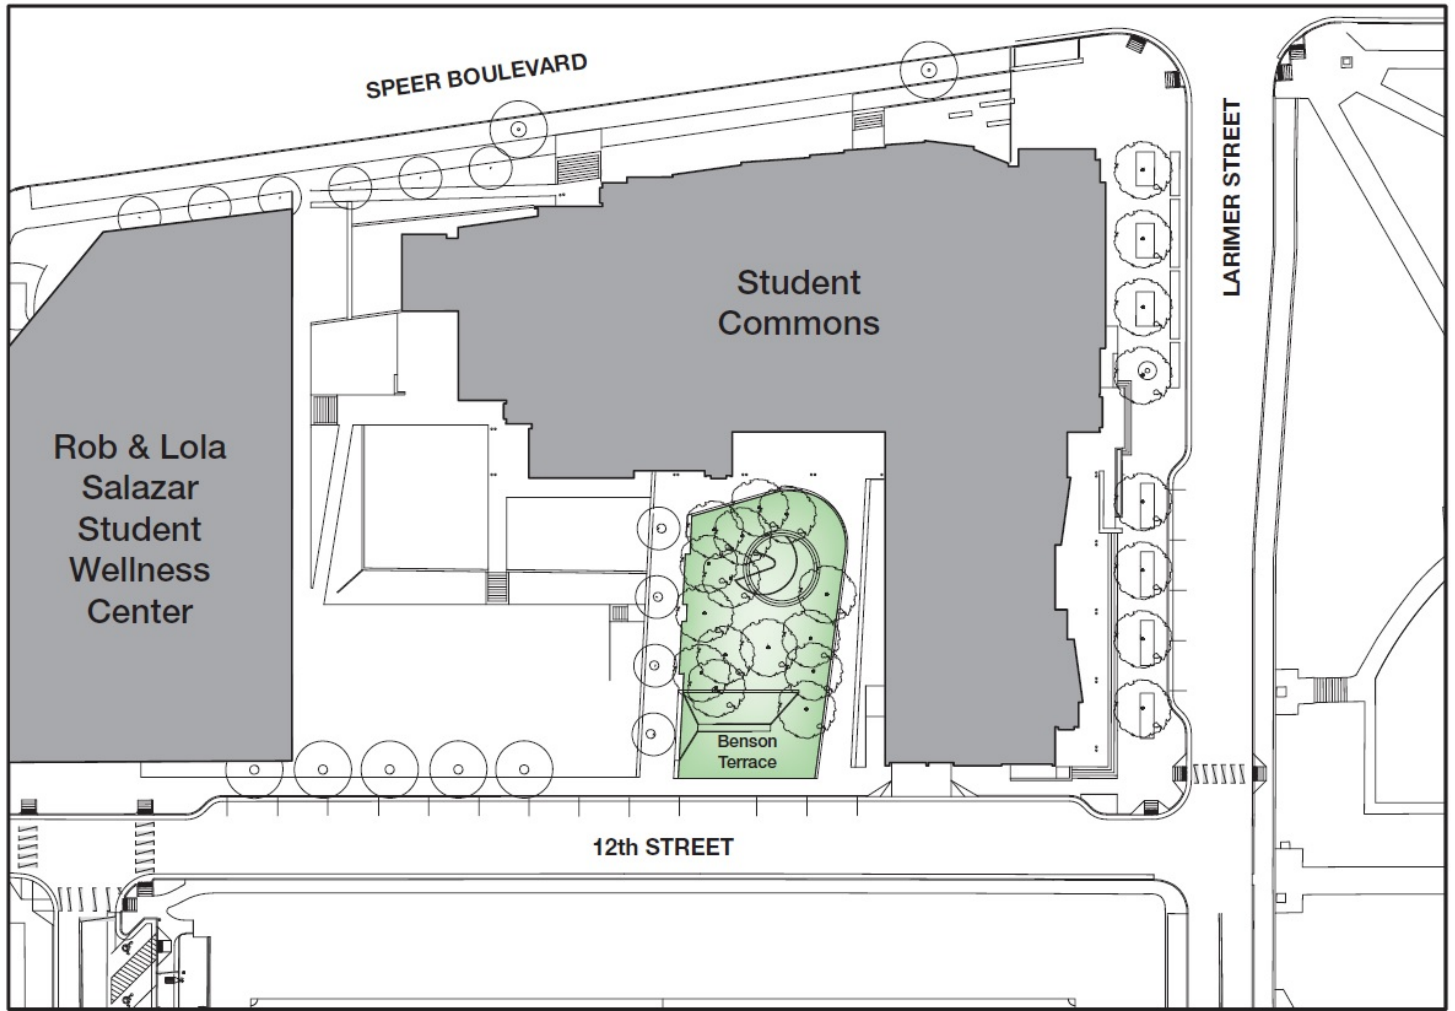 SPEER BOULEVARD
LARIMER STREET
Student
Commons
Rob & Lola
Salazar
Student
Wellness
Center
Benson
Terrace
12th STREET